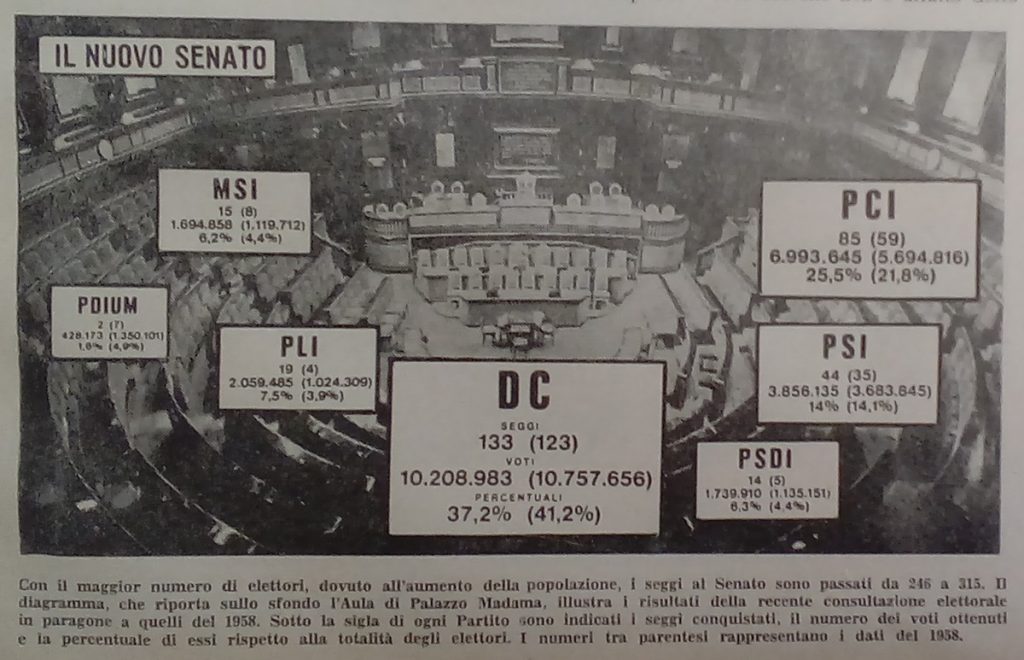 IL NUOVO SENATO
MSI
15 (8)
1.694.858 (1.119.712)
6,2% (4,4%)
PCI
85 (59)
6.993.645 (5.694.816)
25,5% (21,8%)
PDIUM
2 (7)
428.173 (1.350.101)
1,6% (4,9%)
PLI
19 (4)
2.059.485 (1.024.309)
7,5% (3,9%)
PSI
44 (35)
3.856.135 (3.683.845)
14% (14,1%)
DC
SEGGI
133 (123)
VOTI
10.208.983 (10.757.656)
PERCENTUALI
37,2% (41,2%)
PSDI
14 (5)
1.739.910 (1.135.151)
6,3% (4,4%)
Con il maggior numero di elettori, dovuto all'aumento della popolazione, i seggi al Senato sono passati da 246 a 315. Il
diagramma, che riporta sullo sfondo l'Aula di Palazzo Madama, illustra i risultati della recente consultazione elettorale
in paragone a quelli del 1958. Sotto la sigla di ogni Partito sono indicati i seggi conquistati, il numero dei voti ottenuti
e la percentuale di essi rispetto alla totalità degli elettori. I numeri tra parentesi rappresentano i dati del 1958.